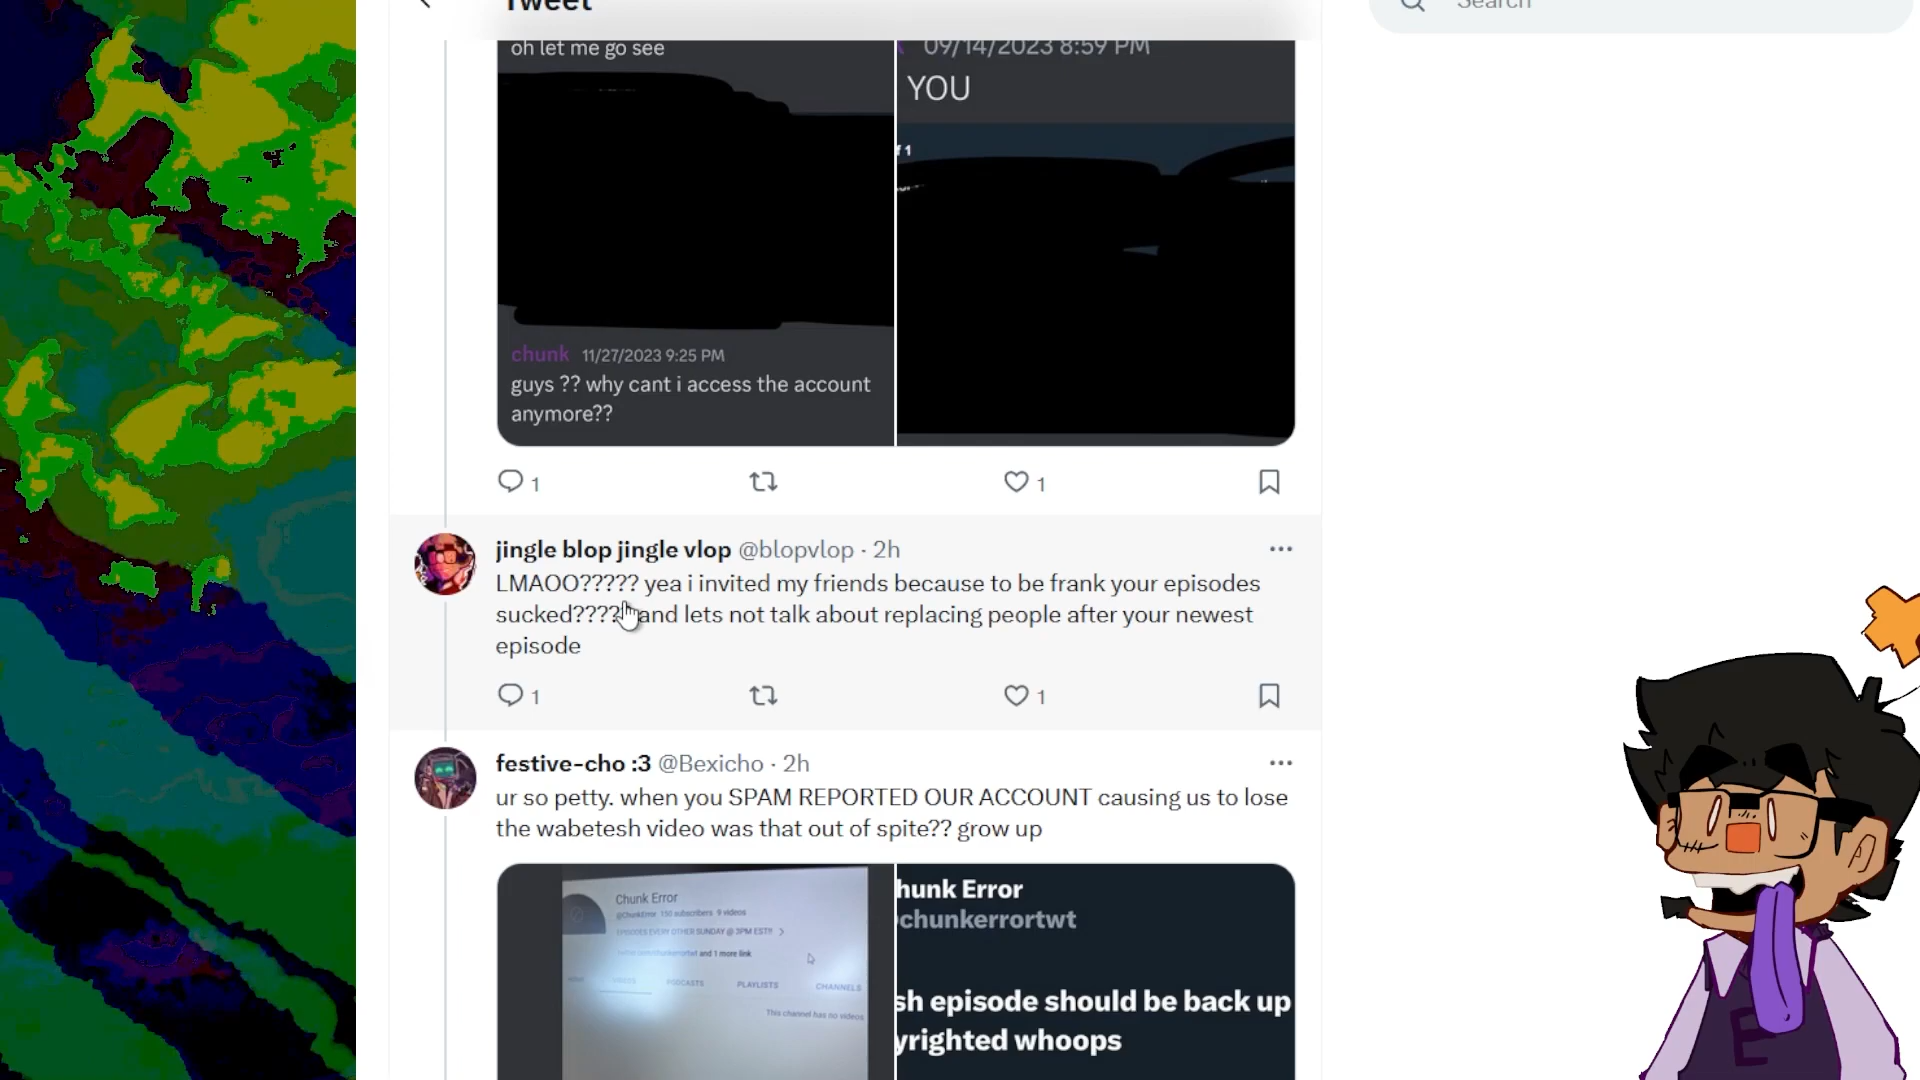 Tweet
Search
oh let me go see
09/14/2023 8:59 PM
YOU
f 1
chunk 11/27/2023 9:25 PM
guys ?? why cant i access the account
anymore??
1
1
jingle blop jingle vlop @blopvlop · 2h
LMAOO????? yea i invited my friends because to be frank your episodes
sucked????? and lets not talk about replacing people after your newest
episode
1
1
festive-cho :3 @Bexicho · 2h
ur so petty. when you SPAM REPORTED OUR ACCOUNT causing us to lose
the wabetesh video was that out of spite?? grow up
Chunk Error
@ChunkError 150 subscribers 9 videos
EPISODES EVERY OTHER SUNDAY @ 3PM EST!!
and 1 more link
VIDEOS PODCASTS PLAYLISTS CHANNELS
This channel has no videos
hunk Error
chunkerrortwt
sh episode should be back up
yrighted whoops
E